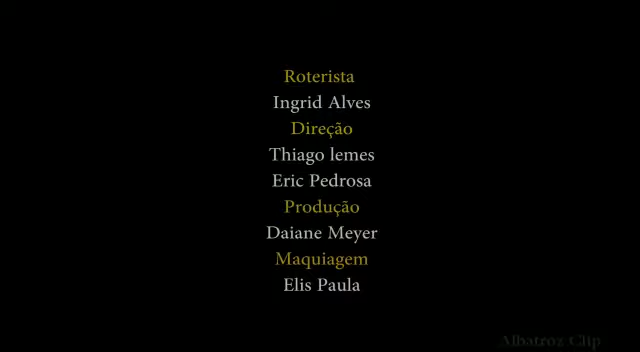 Roterista
Ingrid Alves
Direção
Thiago lemes
Eric Pedrosa
Produção
Daiane Meyer
Maquiagem
Elis Paula
Albatroz Clip